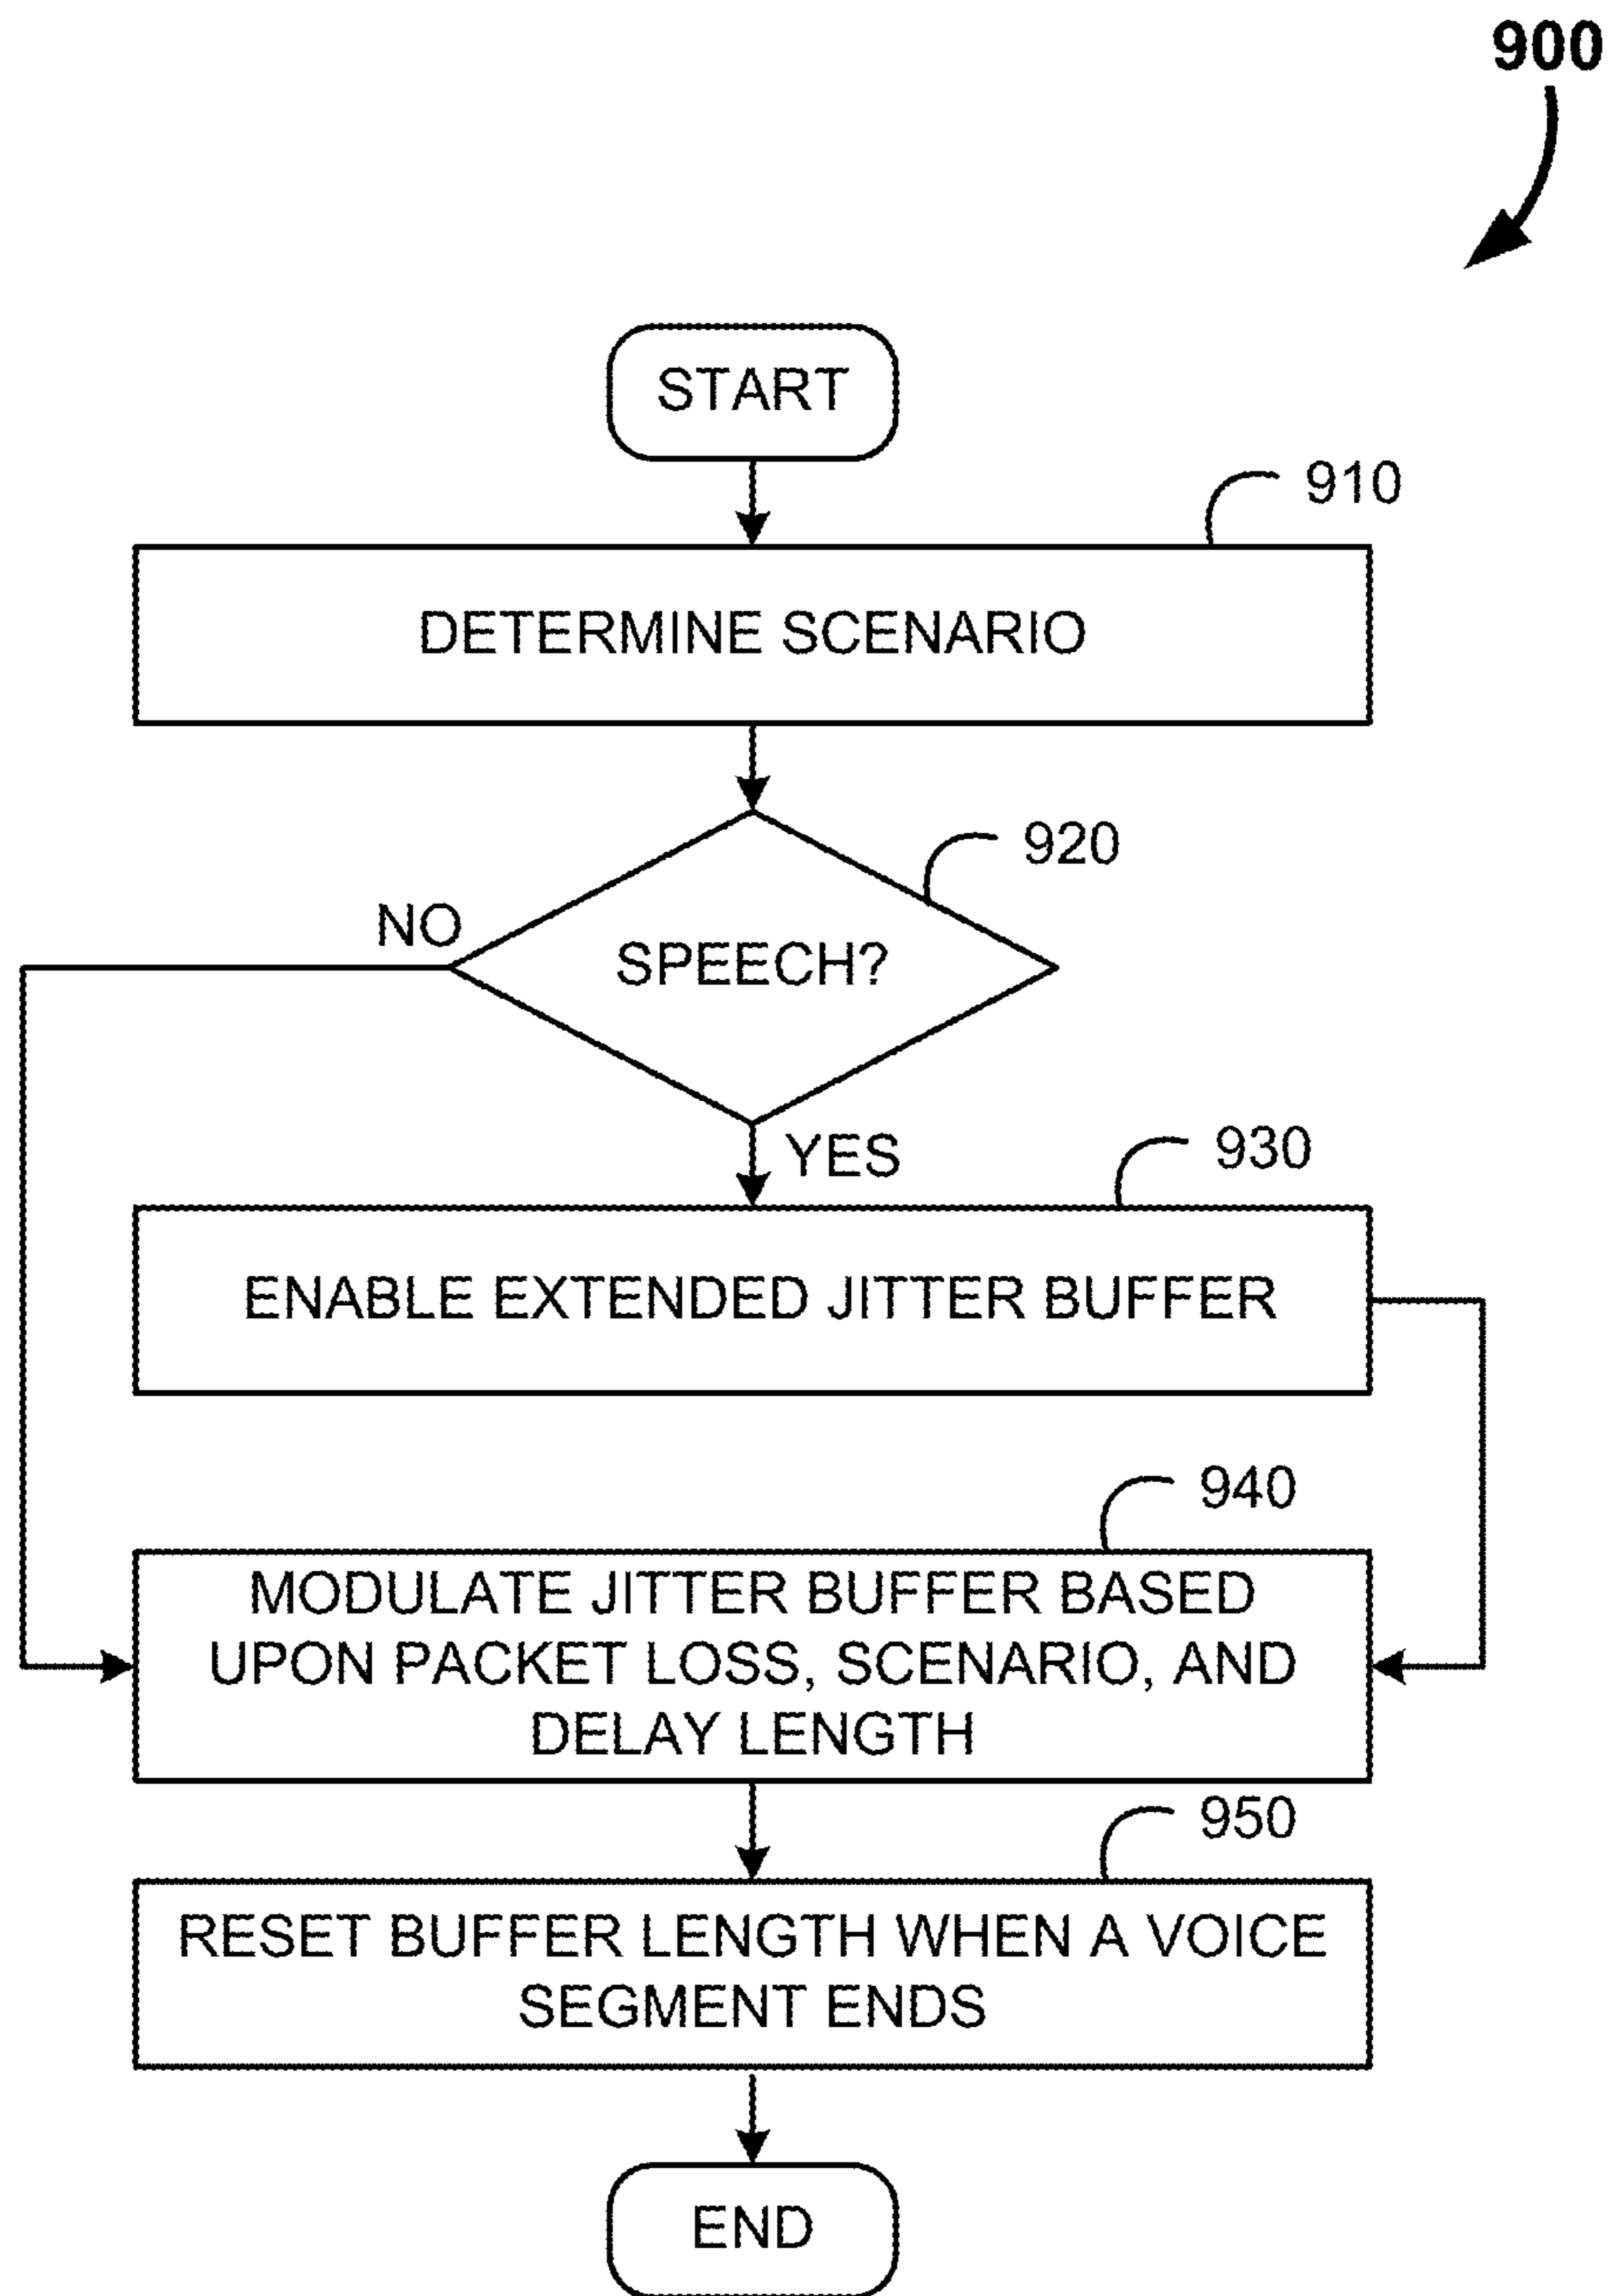 900
START
910
DETERMINE SCENARIO
920
NO
SPEECH?
YES
930
ENABLE EXTENDED JITTER BUFFER
940
MODULATE JITTER BUFFER BASED
UPON PACKET LOSS, SCENARIO, AND
DELAY LENGTH
950
RESET BUFFER LENGTH WHEN A VOICE
SEGMENT ENDS
END